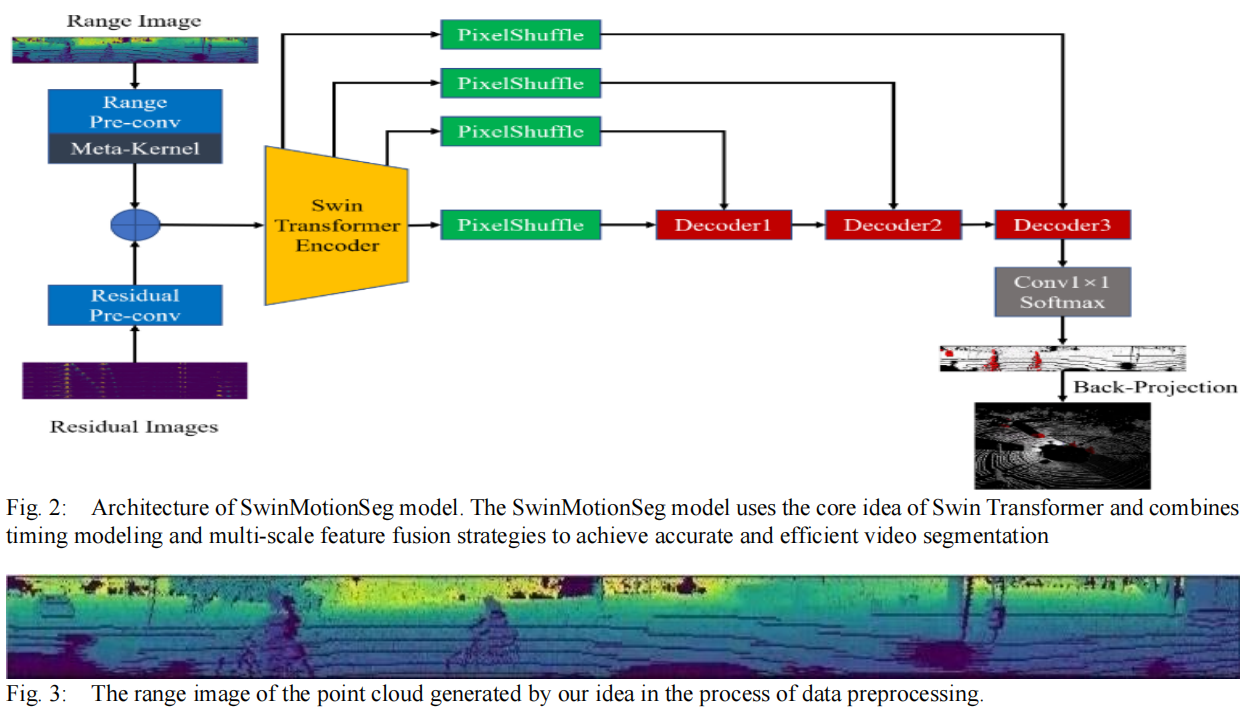 Range Image
PixelShuffle
PixelShuffle
Range
Pre-conv
PixelShuffle
Meta-Kernel
Swin
Transformer
Encoder
PixelShuffle
Decoder1
Decoder2
Decoder3
Residual
Pre-conv
Conv1×1
Softmax
Back-Projection
Residual Images
Fig. 2: Architecture of SwinMotionSeg model. The SwinMotionSeg model uses the core idea of Swin Transformer and combines
timing modeling and multi-scale feature fusion strategies to achieve accurate and efficient video segmentation
Fig. 3: The range image of the point cloud generated by our idea in the process of data preprocessing.